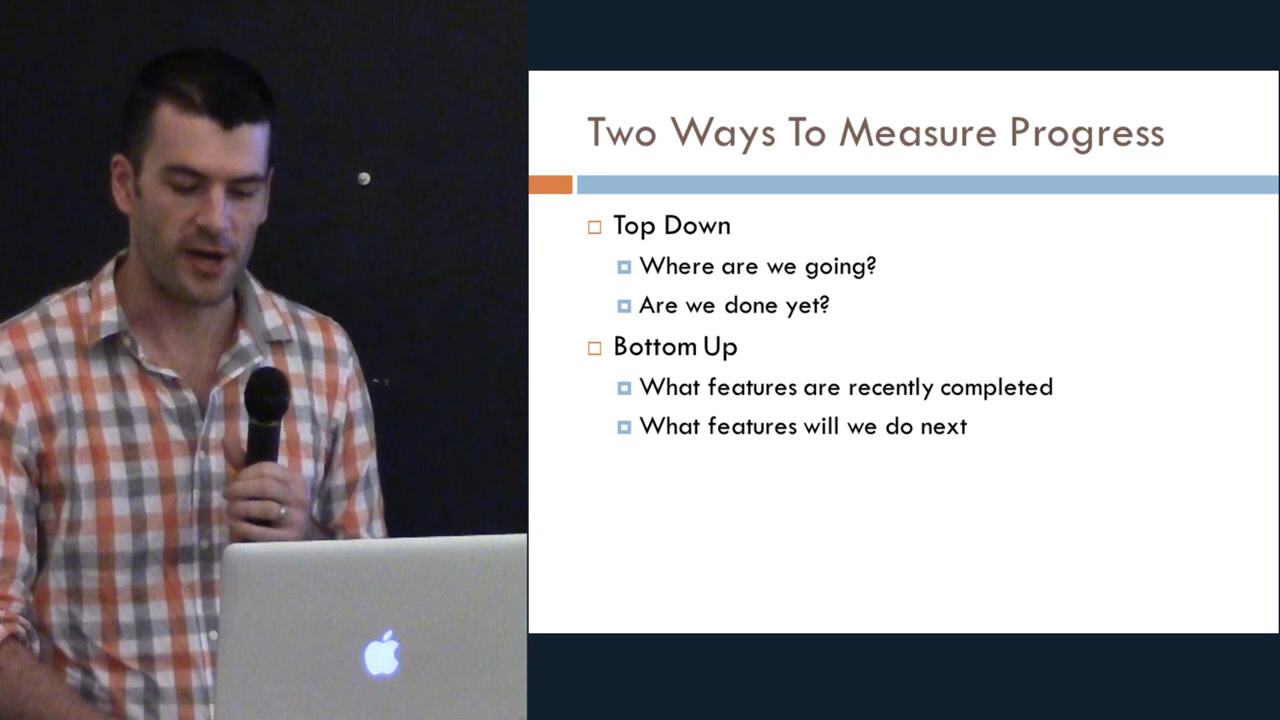 Two Ways To Measure Progress
Top Down
Where are we going?
Are we done yet?
Bottom Up
What features are recently completed
What features will we do next